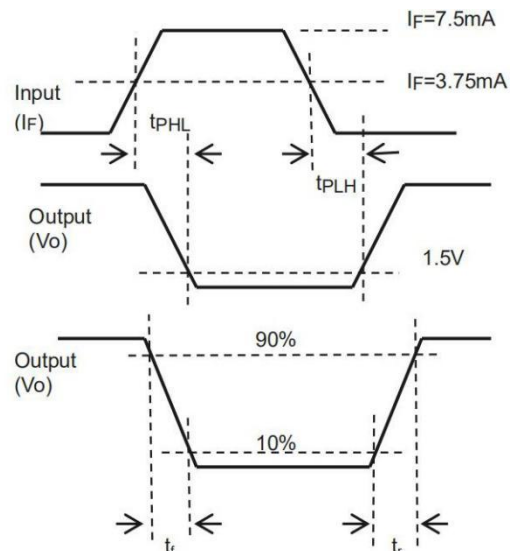 IF=7.5mA
IF=3.75mA
Input
(IF)
tPHL
tPLH
Output
(Vo)
1.5V
Output
(Vo)
90%
10%
tf